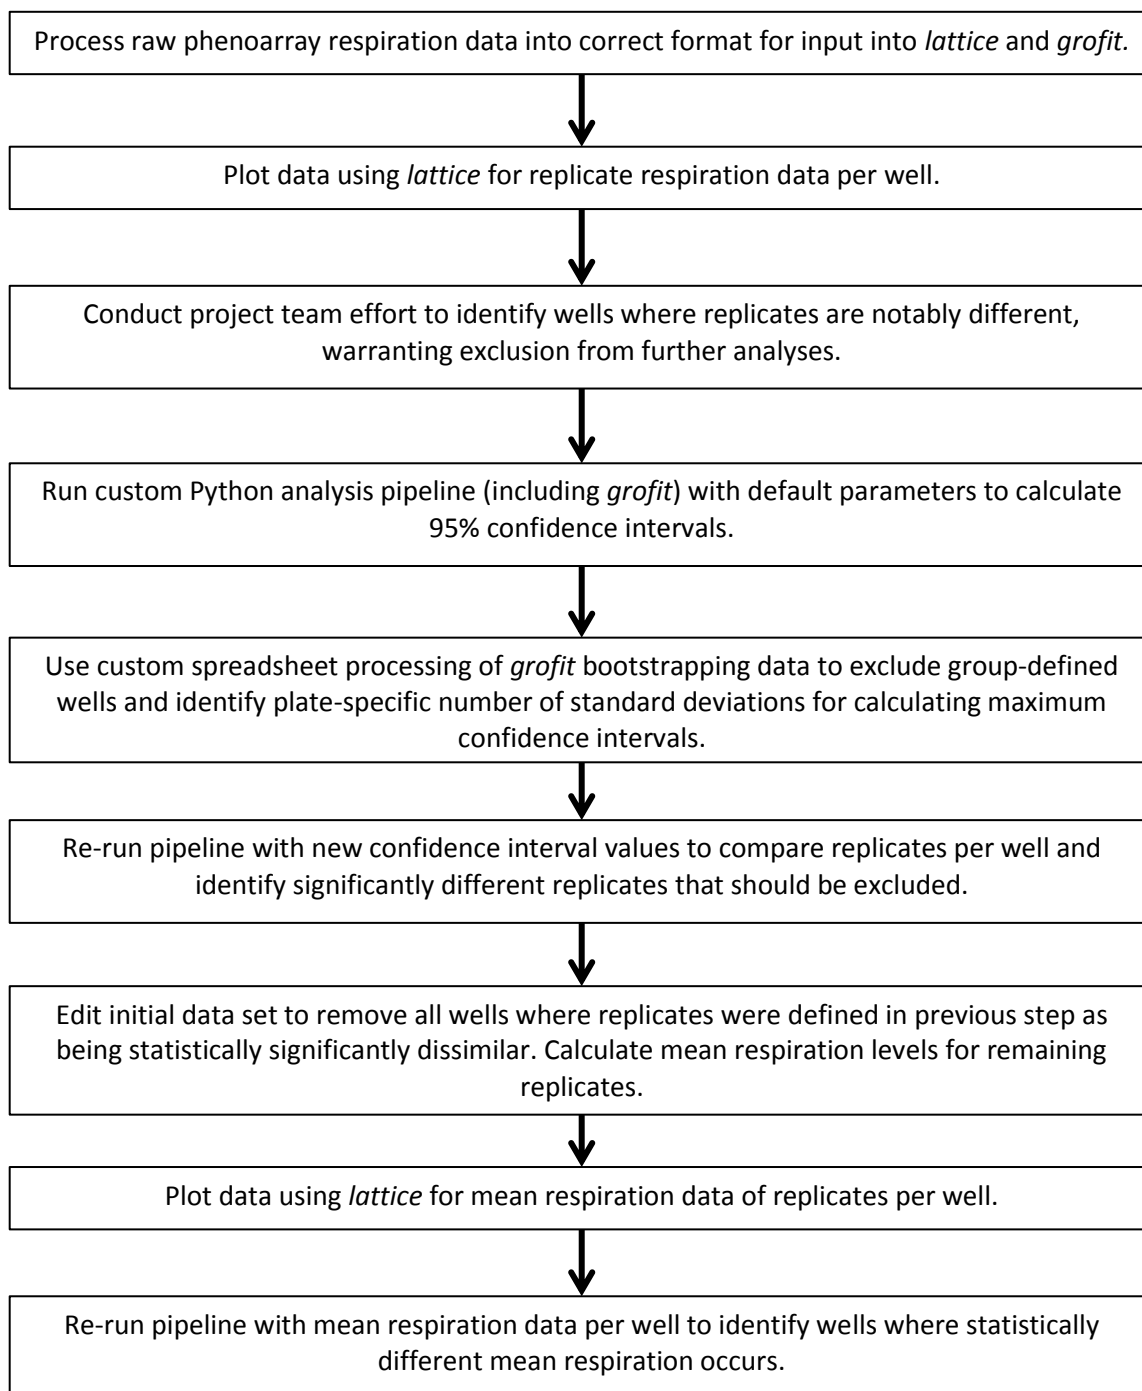 Process raw phenoarray respiration data into correct format for input into lattice and grofit.
Plot data using lattice for replicate respiration data per well.
Conduct project team effort to identify wells where replicates are notably different,
warranting exclusion from further analyses.
Run custom Python analysis pipeline (including grofit) with default parameters to calculate
95% confidence intervals.
Use custom spreadsheet processing of grofit bootstrapping data to exclude group-defined
wells and identify plate-specific number of standard deviations for calculating maximum
confidence intervals.
Re-run pipeline with new confidence interval values to compare replicates per well and
identify significantly different replicates that should be excluded.
Edit initial data set to remove all wells where replicates were defined in previous step as
being statistically significantly dissimilar. Calculate mean respiration levels for remaining
replicates.
Plot data using lattice for mean respiration data of replicates per well.
Re-run pipeline with mean respiration data per well to identify wells where statistically
different mean respiration occurs.